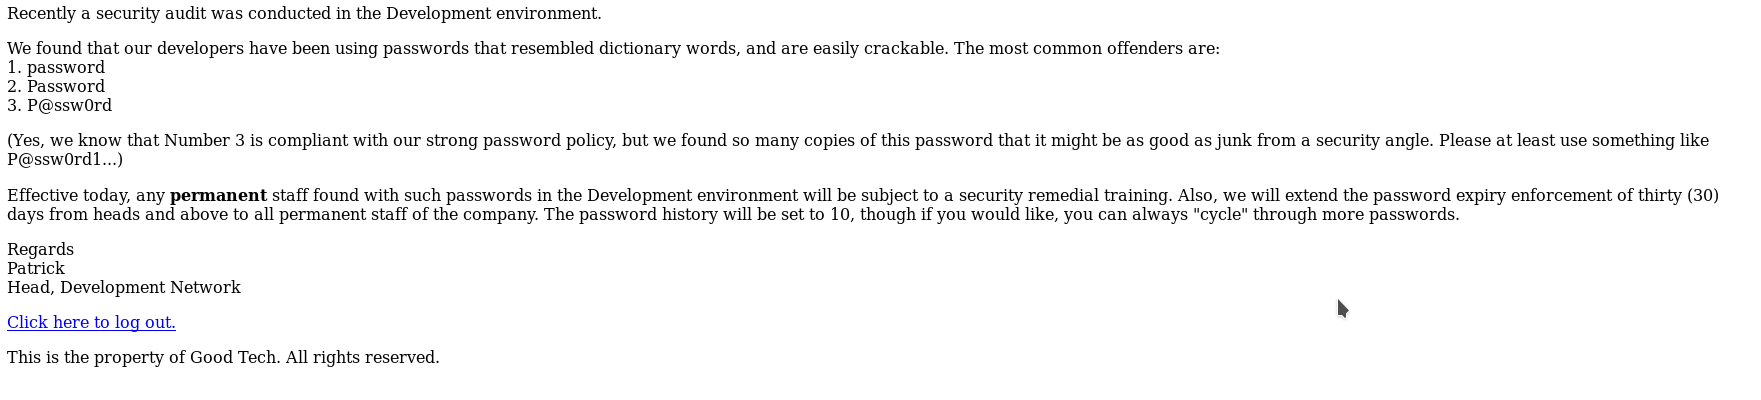 Recently a security audit was conducted in the Development environment.
We found that our developers have been using passwords that resembled dictionary words, and are easily crackable. The most common offenders are:
1. password
2. Password
3. P@ssw0rd
(Yes, we know that Number 3 is compliant with our strong password policy, but we found so many copies of this password that it might be as good as junk from a security angle. Please at least use something like
P@ssw0rd1...)
Effective today, any permanent staff found with such passwords in the Development environment will be subject to a security remedial training. Also, we will extend the password expiry enforcement of thirty (30)
days from heads and above to all permanent staff of the company. The password history will be set to 10, though if you would like, you can always "cycle" through more passwords.
Regards
Patrick
Head, Development Network
Click here to log out.
This is the property of Good Tech. All rights reserved.